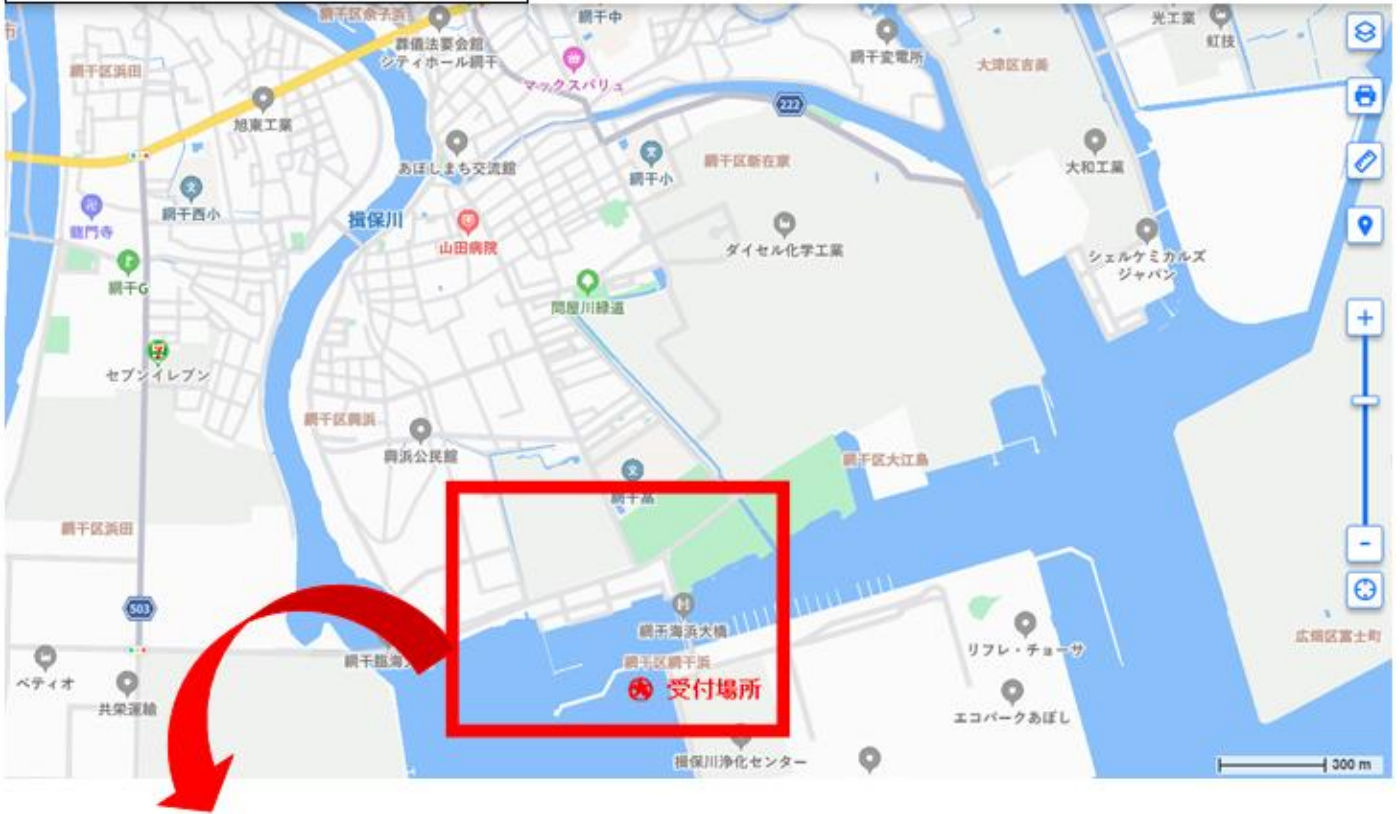 網干区余子浜
網干中
葬儀法要会館
シティホール網干
マックスバリュ
網干変電所
光工業
虹技
市
網干区浜田
大津区吉美
旭東工業
222
あぼしまち交流館
網干小
網干区新在家
大和工業
網干西小
龍門寺
揖保川
山田病院
ダイセル化学工業
シェルケミカルズ
ジャパン
網干G
問屋川緑道
セブンイレブン
網干区興浜
興浜公民館
網干区大江島
網干高
網干区浜田
503
網干海浜大橋
網干臨海大
網干区網干浜
受付場所
リフレ・チョーサ
広畑区富士町
ペティオ
共栄運輸
エコパークあぼし
揖保川浄化センター
300 m